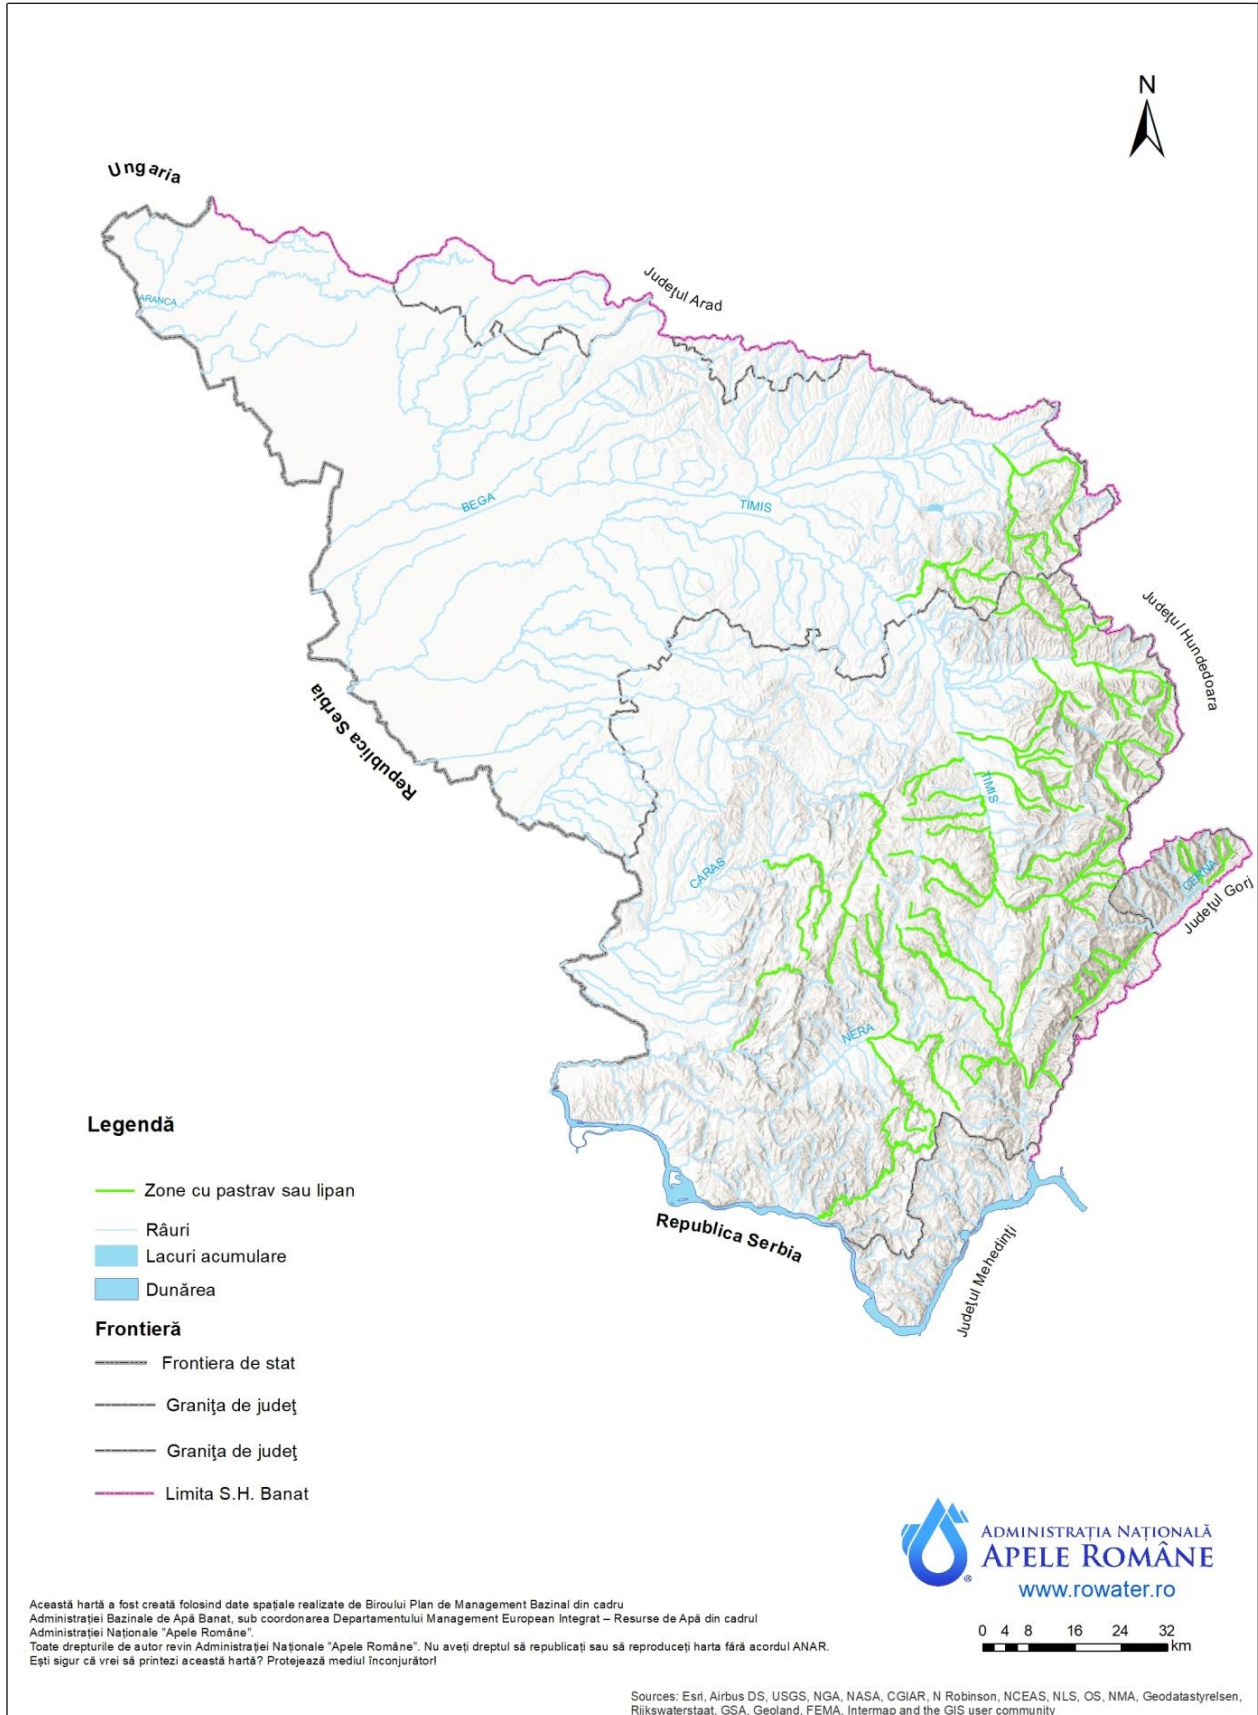 N
Ungaria
Județul Arad
ARANCA
BEGA
TIMIS
Județul Hundedoara
Republica Serbia
TIMIS
CARAS
CERNA
Județul Gorj
NERA
Legendă
Zone cu pastrav sau lipan
Râuri
Lacuri acumulare
Dunărea
Republica Serbia
Județul Mehedinți
Frontieră
Frontiera de stat
Graniţa de judeţ
Graniţa de judeţ
Limita S.H. Banat
ADMINISTRAȚIA NAȚIONALĂ
APELE ROMÂNE
®
www.rowater.ro
0 4 8 16 24 32
km
Această hartă a fost creată folosind date spațiale realizate de Biroului Plan de Management Bazinal din cadru
Administrației Bazinale de Apă Banat, sub coordonarea Departamentului Management European Integrat – Resurse de Apă din cadrul
Administrației Naționale "Apele Române".
Toate drepturile de autor revin Administrației Naționale "Apele Române". Nu aveți dreptul să republicați sau să reproduceți harta fără acordul ANAR.
Ești sigur că vrei să printezi această hartă? Protejează mediul înconjurător!
Sources: Esri, Airbus DS, USGS, NGA, NASA, CGIAR, N Robinson, NCEAS, NLS, OS, NMA, Geodatastyrelsen,
Rijkswaterstaat, GSA, Geoland, FEMA, Intermap and the GIS user community